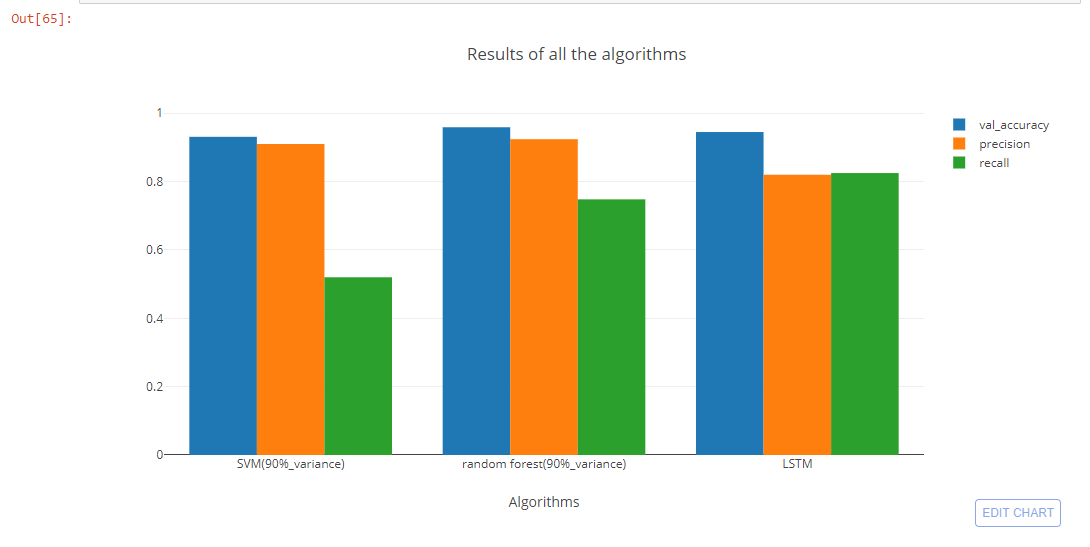 Out[65]:
Results of all the algorithms
1
0.8
0.6
0.4
0.2
0
val_accuracy
precision
recall
SVM(90%_variance)
random forest(90%_variance)
LSTM
Algorithms
EDIT CHART